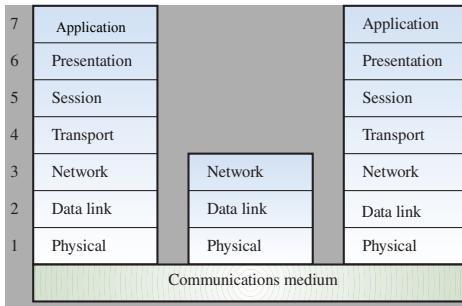 7 Application Application
6 Presentation Presentation
5 Session Session
4 Transport Transport
3 Network Network Network
2 Data link Data link Data link
1 Physical Physical Physical
Communications medium